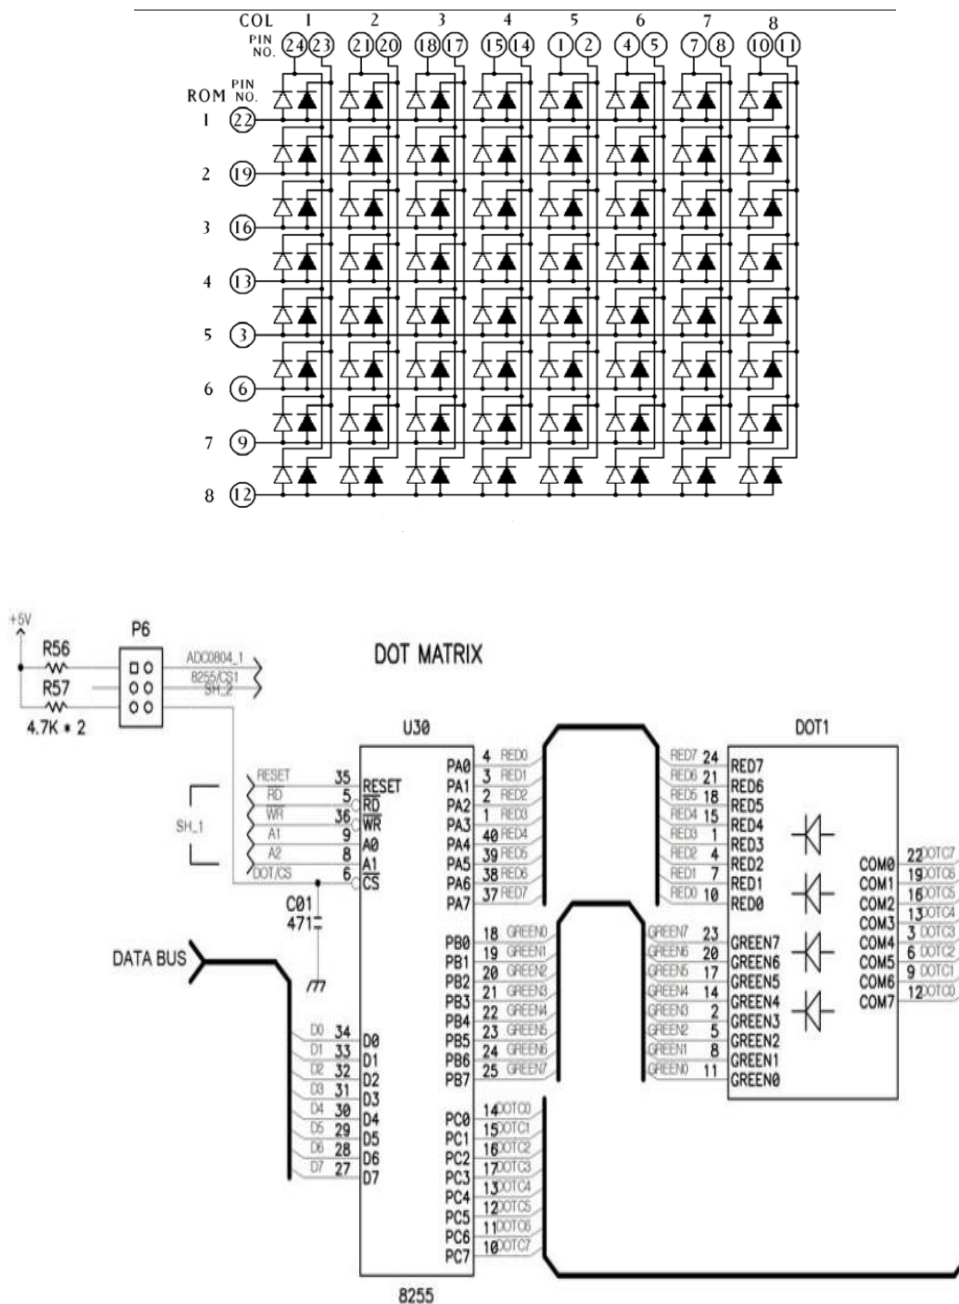 COL 1 2 3 4 5 6 7 8
PIN NO. 24 23 21 20 18 17 15 14 1 2 4 5 7 8 10 11
ROM PIN NO.
1 22
2 19
3 16
4 13
5 3
6 6
7 9
8 12
+5V
P6
R56
ADC0804_1
8255/CS1
SH_2
R57
4.7K * 2
DOT MATRIX
U30
DOT1
RESET 35 RESET
RD 5 RD
WR 36 WR
A1 9 A0
A2 8 A1
DOT/CS 6 CS
SH_1
C01
471
DATA BUS
D0 34 D0
D1 33 D1
D2 32 D2
D3 31 D3
D4 30 D4
D5 29 D5
D6 28 D6
D7 27 D7
PA0 4 RED0
PA1 3 RED1
PA2 2 RED2
PA3 1 RED3
PA4 40 RED4
PA5 39 RED5
PA6 38 RED6
PA7 37 RED7
PB0 18 GREEN0
PB1 19 GREEN1
PB2 20 GREEN2
PB3 21 GREEN3
PB4 22 GREEN4
PB5 23 GREEN5
PB6 24 GREEN6
PB7 25 GREEN7
PC0 14 DOTC0
PC1 15 DOTC1
PC2 16 DOTC2
PC3 17 DOTC3
PC4 13 DOTC4
PC5 12 DOTC5
PC6 11 DOTC6
PC7 10 DOTC7
8255
RED7 24 RED7
RED6 21 RED6
RED5 18 RED5
RED4 15 RED4
RED3 1 RED3
RED2 4 RED2
RED1 7 RED1
RED0 10 RED0
GREEN7 23 GREEN7
GREEN6 20 GREEN6
GREEN5 17 GREEN5
GREEN4 14 GREEN4
GREEN3 2 GREEN3
GREEN2 5 GREEN2
GREEN1 8 GREEN1
GREEN0 11 GREEN0
COM0 22 DOTC7
COM1 19 DOTC6
COM2 16 DOTC5
COM3 13 DOTC4
COM4 3 DOTC3
COM5 6 DOTC2
COM6 9 DOTC1
COM7 12 DOTC0